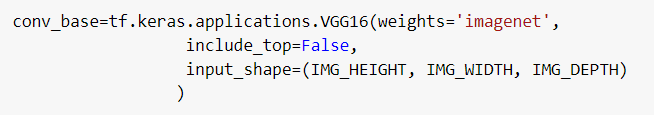 conv_base=tf.keras.applications.VGG16(weights='imagenet',
include_top=False,
input_shape=(IMG_HEIGHT, IMG_WIDTH, IMG_DEPTH)
)